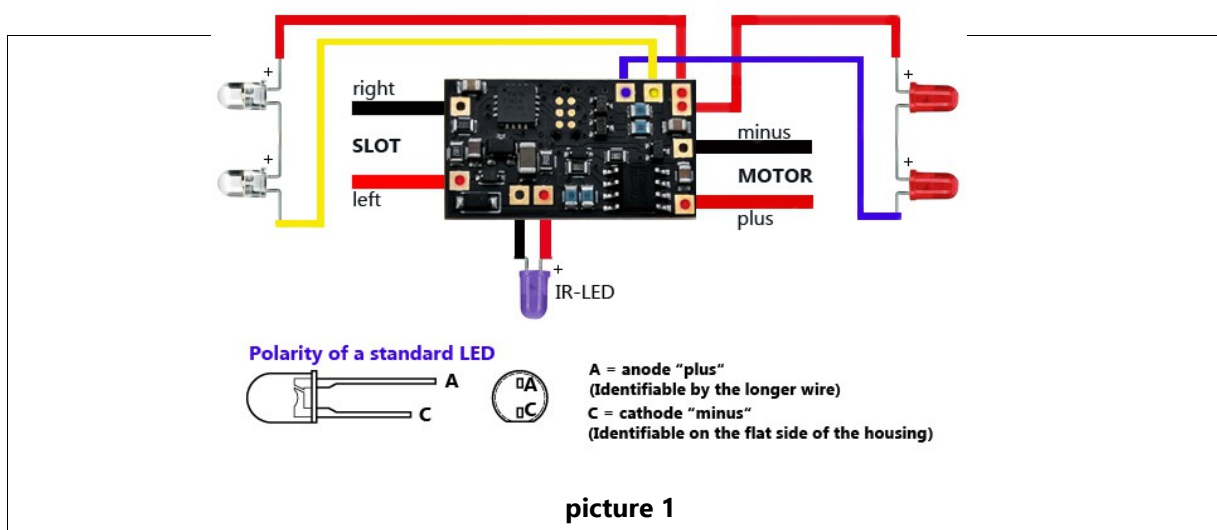 +
+
right
SLOT
left
+
+
minus
MOTOR
plus
+
IR-LED
Polarity of a standard LED
A
C
A
C
A = anode “plus“
(Identifiable by the longer wire)
C = cathode “minus“
(Identifiable on the flat side of the housing)
picture 1